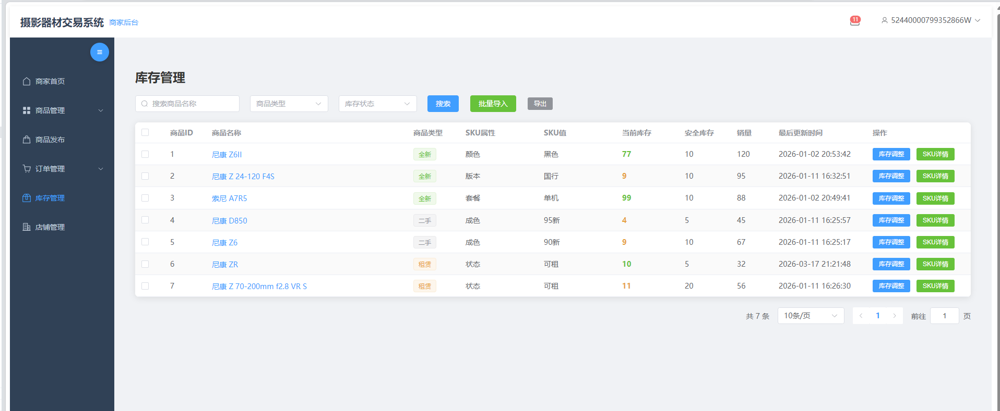 摄影器材交易系统 商家后台 11 52440000799352866W
商家首页
商品管理
商品发布
订单管理
库存管理
店铺管理
库存管理
搜索商品名称 商品类型 库存状态 搜索 批量导入 导出
商品ID 商品名称 商品类型 SKU属性 SKU值 当前库存 安全库存 销量 最后更新时间 操作
1 尼康 Z6II 全新 颜色 黑色 77 10 120 2026-01-02 20:53:42 库存调整 SKU详情
2 尼康 Z 24-120 F4S 全新 版本 国行 9 10 95 2026-01-11 16:32:51 库存调整 SKU详情
3 索尼 A7R5 全新 套餐 单机 99 10 88 2026-01-02 20:49:41 库存调整 SKU详情
4 尼康 D850 二手 成色 95新 4 5 45 2026-01-11 16:25:57 库存调整 SKU详情
5 尼康 Z6 二手 成色 90新 9 10 67 2026-01-11 16:25:17 库存调整 SKU详情
6 尼康 ZR 租赁 状态 可租 10 5 32 2026-03-17 21:21:48 库存调整 SKU详情
7 尼康 Z 70-200mm f2.8 VR S 租赁 状态 可租 11 20 56 2026-01-11 16:26:30 库存调整 SKU详情
共 7 条 10条/页 1 前往 1 页